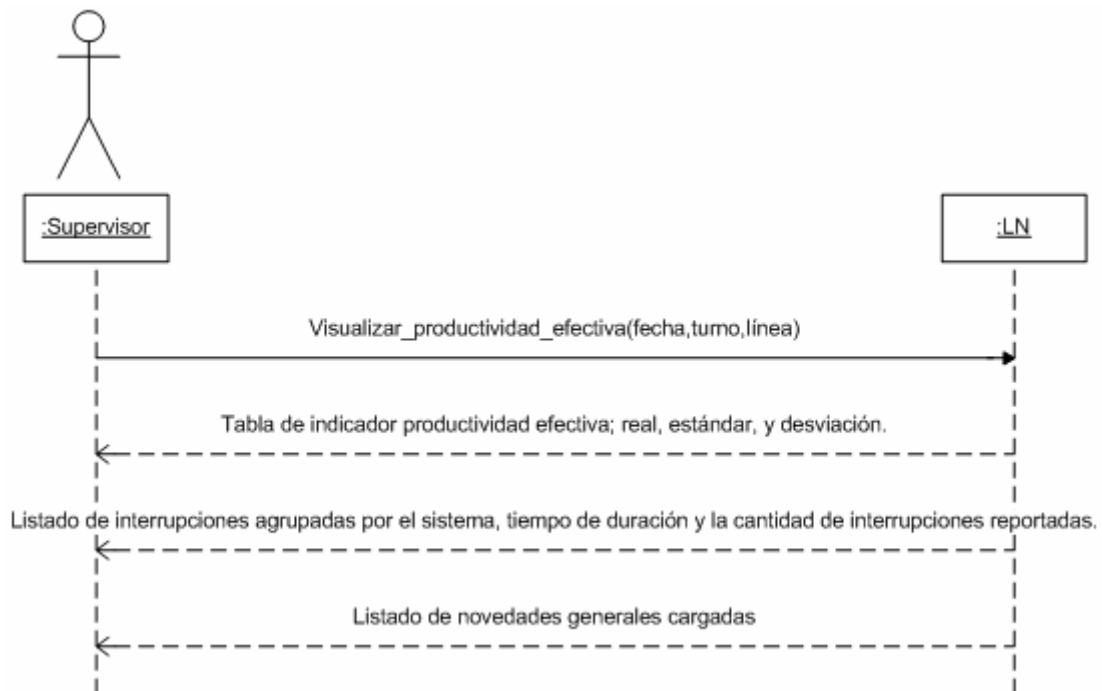 :Supervisor
:LN
Visualizar_productividad_efectiva(fecha,turno,línea)
Tabla de indicador productividad efectiva; real, estándar, y desviación.
Listado de interrupciones agrupadas por el sistema, tiempo de duración y la cantidad de interrupciones reportadas.
Listado de novedades generales cargadas